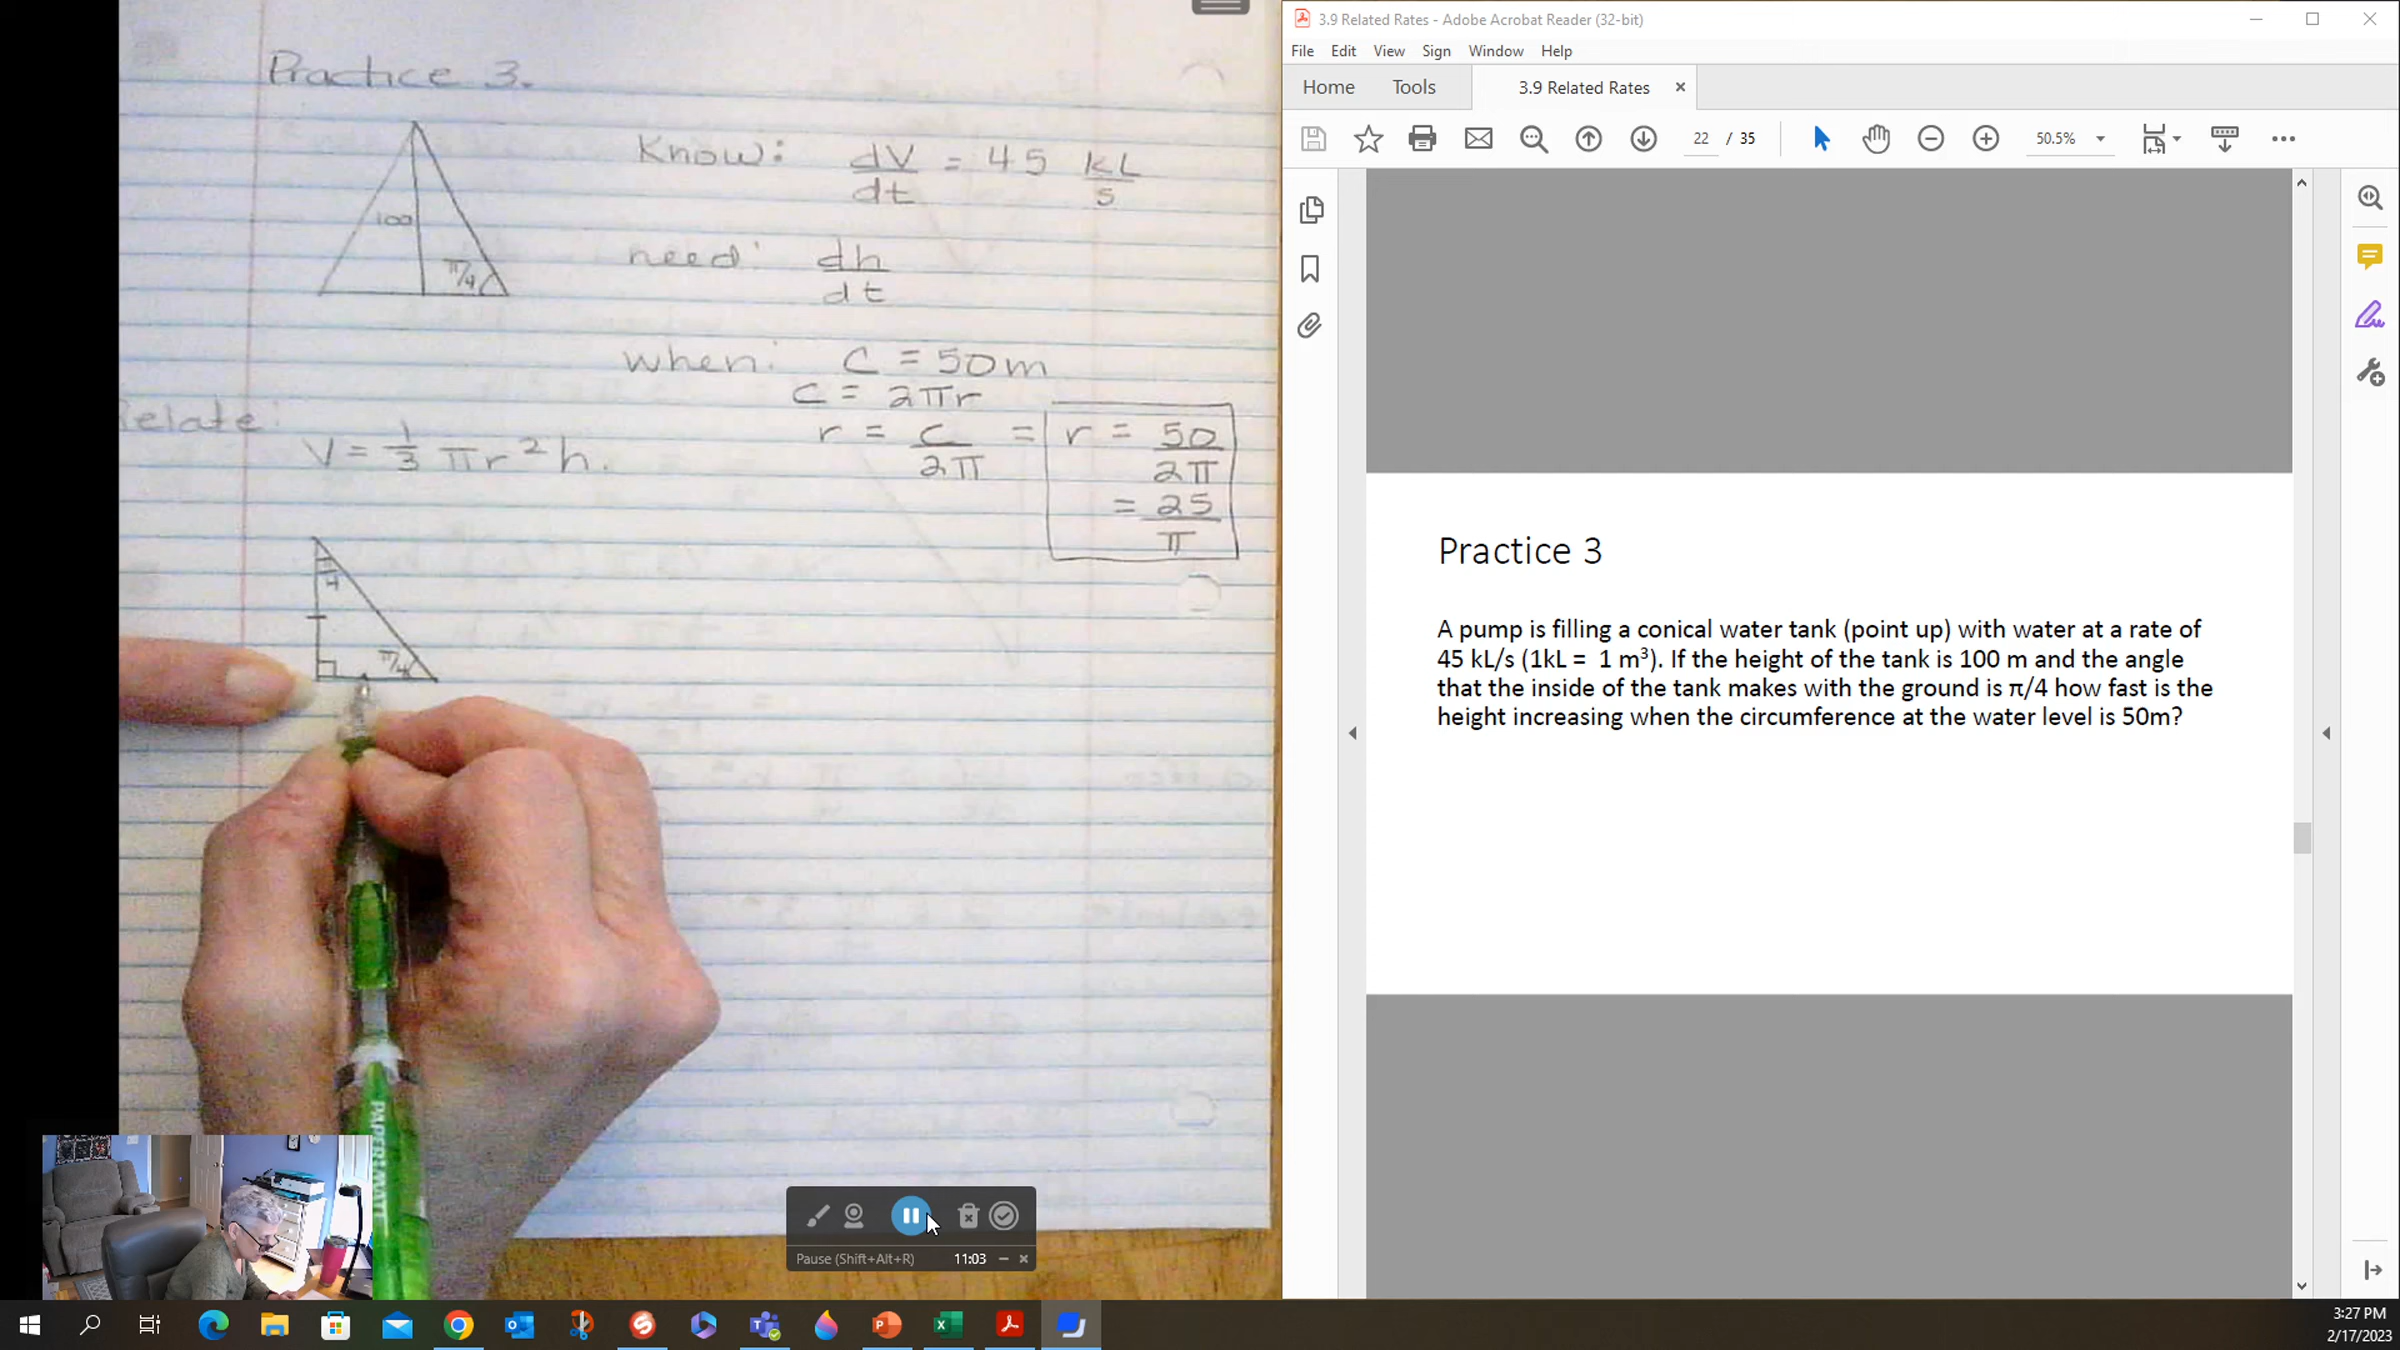 Practice 3.
100
π/4
Know: dV/dt = 45 kL/s
need: dh/dt
when: C = 50m
C = 2πr
r = C/2π = r = 50/2π
= 25/π
Relate:
V = 1/3 πr²h.
π/4
π/4
PAPERMATE
Pause (Shift+Alt+R) 11:03
3.9 Related Rates - Adobe Acrobat Reader (32-bit)
File Edit View Sign Window Help
Home Tools 3.9 Related Rates
22 / 35 50.5%
Practice 3
A pump is filling a conical water tank (point up) with water at a rate of
45 kL/s (1kL = 1 m³). If the height of the tank is 100 m and the angle
that the inside of the tank makes with the ground is π/4 how fast is the
height increasing when the circumference at the water level is 50m?
3:27 PM
2/17/2023